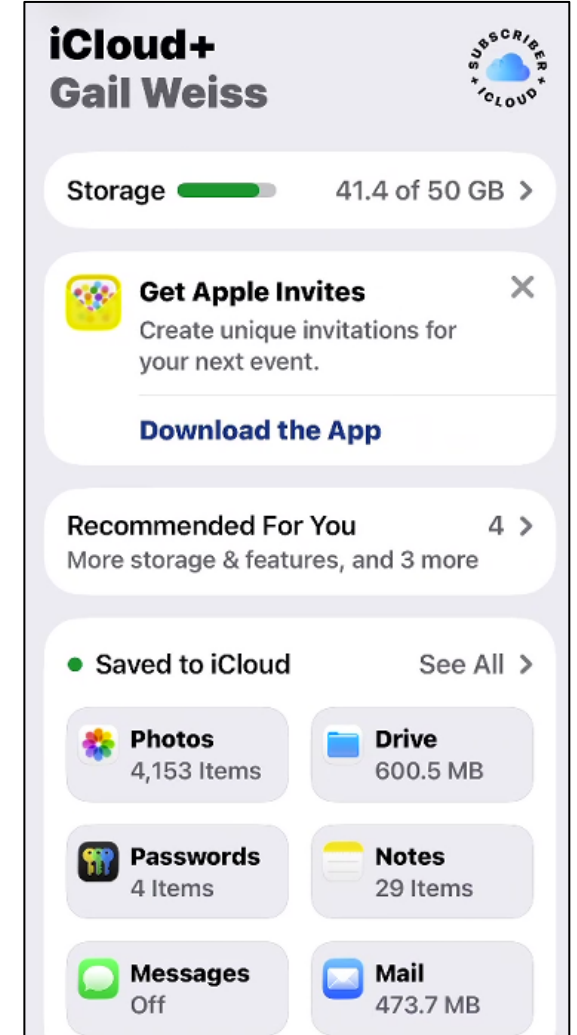 iCloud+
Gail Weiss
SUBSCRIBER
ICLOUD
Storage 41.4 of 50 GB
Get Apple Invites
Create unique invitations for
your next event.
Download the App
Recommended For You 4
More storage & features, and 3 more
Saved to iCloud See All
Photos Drive
4,153 Items 600.5 MB
Passwords Notes
4 Items 29 Items
Messages Mail
Off 473.7 MB